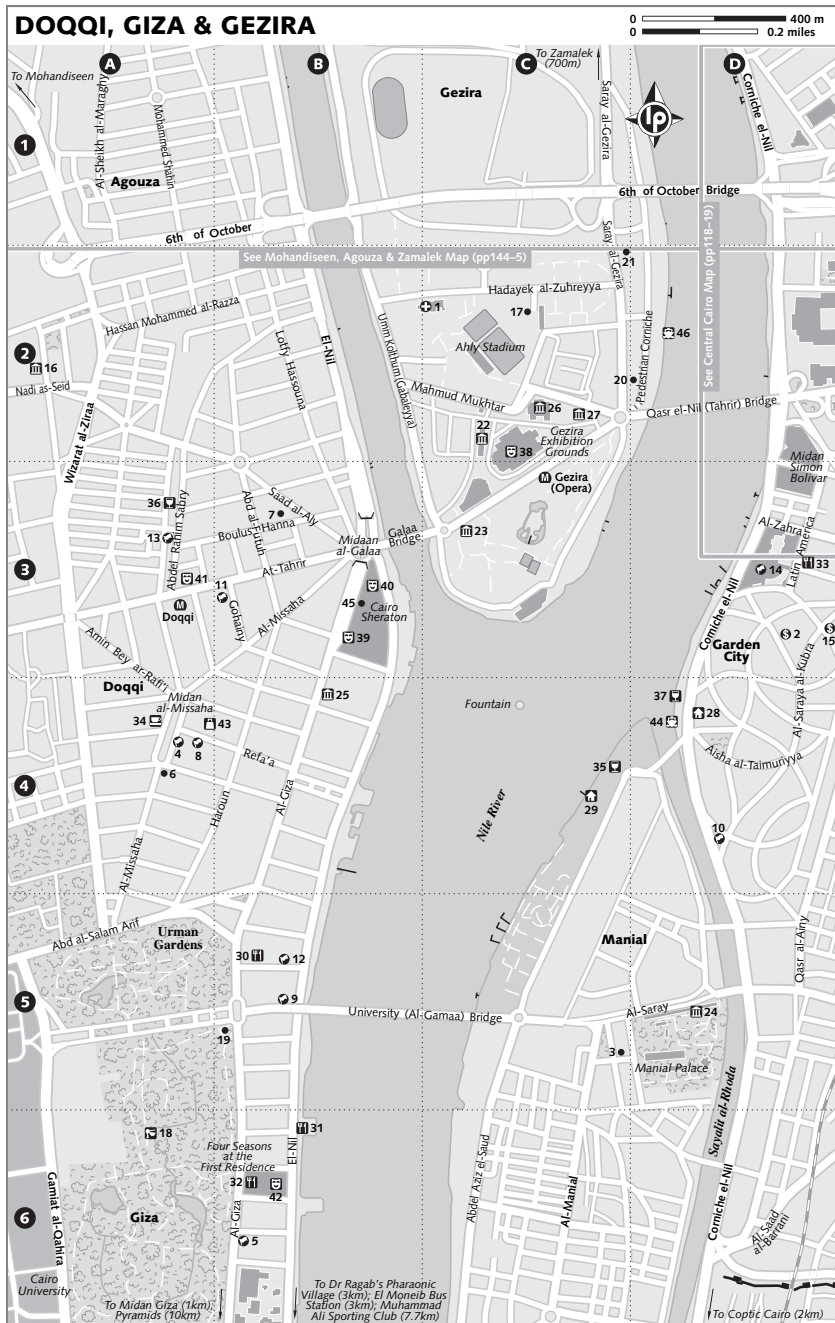 DOQQI, GIZA & GEZIRA
0 400 m
0 0.2 miles
A
B
C
D
To Mohandiseen
To Zamalek
(700m)
Gezira
lp
1
Al-Sheikh al-Maraghy
Mohammed Shahin
Saray al-Gezira
Corniche el-Nil
Agouza
6th of October Bridge
6th of October
See Mohandiseen, Agouza & Zamalek Map (pp144–5)
See Central Cairo Map (pp118–19)
Saray al-Gezira
21
Hadayek al-Zuhreyya
1
17
Hassan Mohammed al-Razza
Lotfy Hassouna
El-Nil
Umm Kolthum (Gabaleyya)
Ahly Stadium
46
Pedestrian Corniche
2
16
Nadi as-Seid
20
Mahmud Mukhtar
26
27
Qasr el-Nil (Tahrir) Bridge
22
Gezira
Exhibition
Grounds
38
Wizarat al-Ziraa
Midan
Simon
Bolivar
Gezira
(Opera)
M
36
Abdel Rahim Sabry
7
Saad al-Aly
Abd al-Futuh
Boulus Hanna
13
Midaan
al-Galaa
Galaa
Bridge
23
Al-Zahra
Latin America
33
14
3
41
11
At-Tahrir
40
M
Doqqi
Gohainy
Al-Missaha
45
Cairo
Sheraton
39
Corniche el-Nil
Garden
City
2
15
Al-Saraya al-Kubra
Amin Bey ar-Rafi'i
Doqqi
Midan
al-Missaha
25
Fountain
37
28
44
34
43
4
8
Refa'a
Aisha al-Taimuriyya
35
6
4
Al-Giza
Haroun
Nile River
29
10
Al-Missaha
Abd al-Salam Arif
Urman
Gardens
Manial
Qasr al-Ainy
30
12
5
9
University (Al-Gamaa) Bridge
Al-Saray
24
19
3
Manial Palace
Sayalit al-Rhoda
18
31
Four Seasons
at the
First Residence
El-Nil
32
42
Abdel Aziz el-Saud
Al-Manial
Corniche el-Nil
Gamiat al-Qahira
6
Giza
Al-Giza
5
Al-Saad
al-Barrani
Cairo
University
To Midan Giza (1km)
Pyramids (10km)
To Dr Ragab's Pharaonic
Village (3km); El Moneib Bus
Station (3km); Muhammad
Ali Sporting Club (7.7km)
To Coptic Cairo (2km)